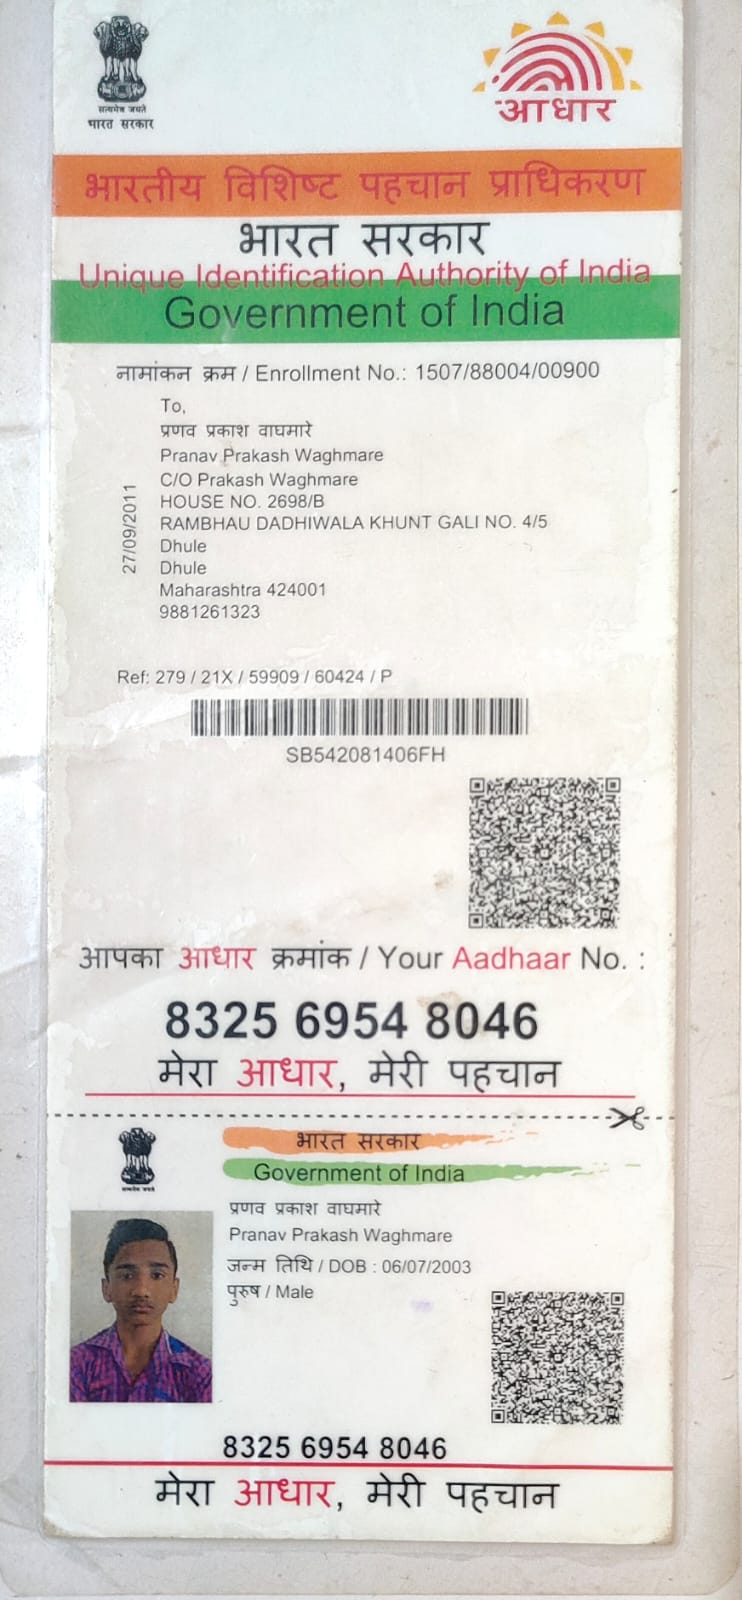 सत्यमेव जयते
भारत सरकार
आधार
भारतीय विशिष्ट पहचान प्राधिकरण
भारत सरकार
Unique Identification Authority of India
Government of India
नामांकन क्रम / Enrollment No.: 1507/88004/00900
To,
प्रणव प्रकाश वाघमारे
Pranav Prakash Waghmare
C/O Prakash Waghmare
HOUSE NO. 2698/B
RAMBHAU DADHIWALA KHUNT GALI NO. 4/5
Dhule
Dhule
Maharashtra 424001
9881261323
27/09/2011
Ref: 279 / 21X / 59909 / 60424 / P
SB542081406FH
आपका आधार क्रमांक / Your Aadhaar No. :
8325 6954 8046
मेरा आधार, मेरी पहचान
भारत सरकार
Government of India
प्रणव प्रकाश वाघमारे
Pranav Prakash Waghmare
जन्म तिथि / DOB : 06/07/2003
पुरुष / Male
8325 6954 8046
मेरा आधार, मेरी पहचान